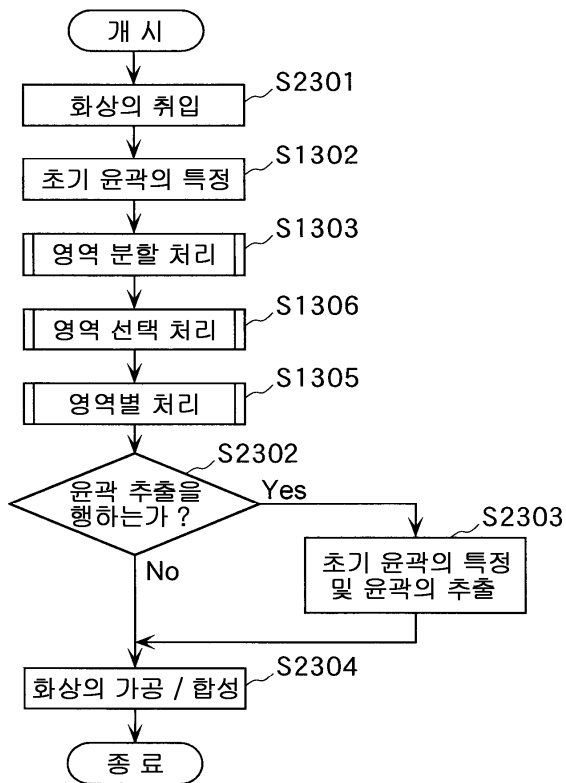 개 시
S2301
화상의 취입
S1302
초기 윤곽의 특정
S1303
영역 분할 처리
S1306
영역 선택 처리
S1305
영역별 처리
S2302
윤곽 추출을
행하는가 ?
Yes
S2303
초기 윤곽의 특정
및 윤곽의 추출
No
S2304
화상의 가공 / 합성
종 료